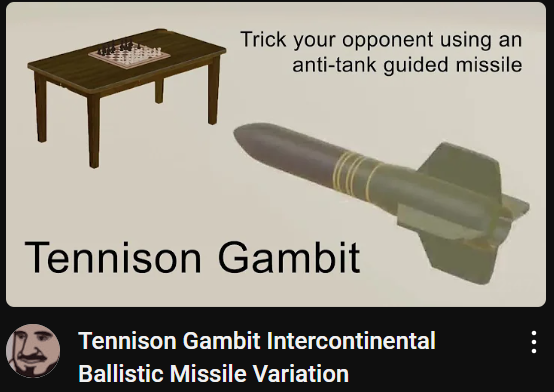 Trick your opponent using an
anti-tank guided missile
Tennison Gambit
Tennison Gambit Intercontinental
Ballistic Missile Variation